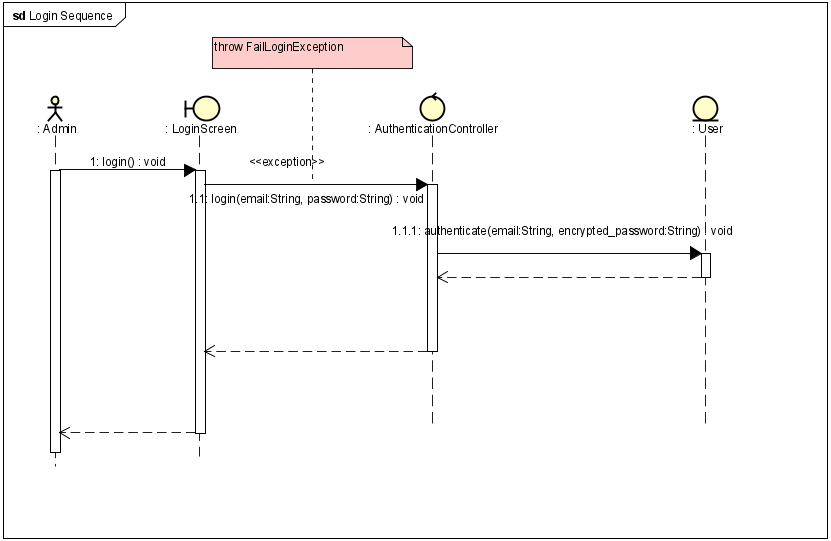 sd Login Sequence
throw FailLoginException
: Admin
: LoginScreen
: AuthenticationController
: User
1: login() : void
<<exception>>
1.1: login(email:String, password:String) : void
1.1.1: authenticate(email:String, encrypted_password:String) : void